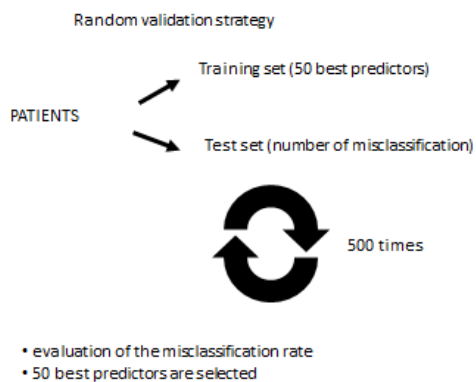 Random validation strategy
Training set (50 best predictors)
PATIENTS
Test set (number of misclassification)
500 times
• evaluation of the misclassification rate
• 50 best predictors are selected